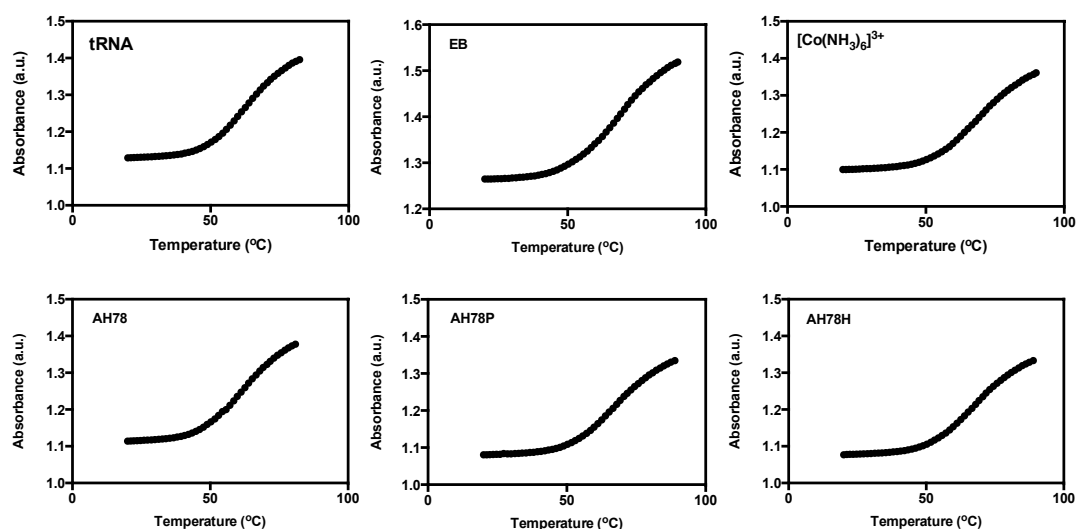 tRNA
Absorbance (a.u.)
1.5
1.4
1.3
1.2
1.1
1.0
0
50
100
Temperature (ºC)
EB
Absorbance (a.u.)
1.6
1.5
1.4
1.3
1.2
0
50
100
Temperature (ºC)
[Co(NH₃)₆]³⁺
Absorbance (a.u.)
1.5
1.4
1.3
1.2
1.1
1.0
0
50
100
Temperature (ºC)
AH78
Absorbance (a.u.)
1.5
1.4
1.3
1.2
1.1
1.0
0
50
100
Temperature (ºC)
AH78P
Absorbance (a.u.)
1.5
1.4
1.3
1.2
1.1
1.0
0
50
100
Temperature (ºC)
AH78H
Absorbance (a.u.)
1.5
1.4
1.3
1.2
1.1
1.0
0
50
100
Temperature (ºC)